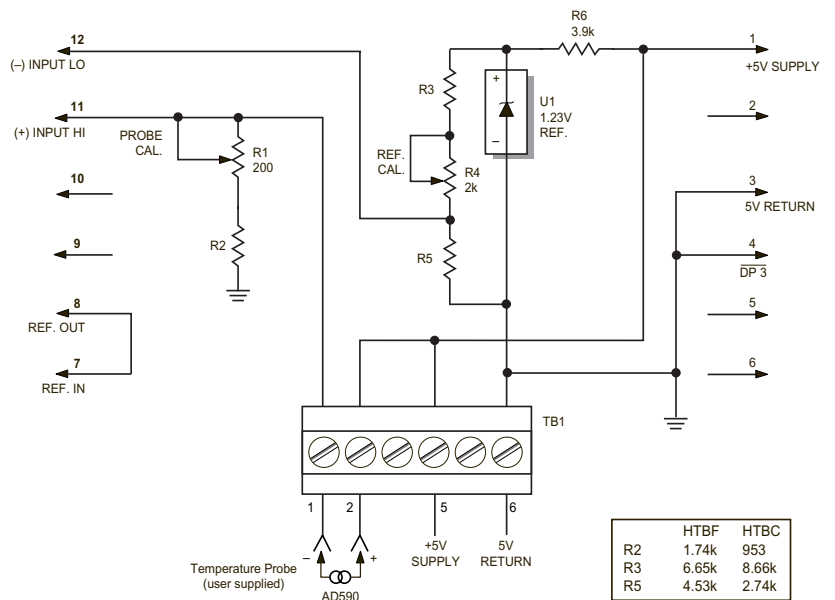 R6
3.9k
12
(–) INPUT LO
1
+5V SUPPLY
+
R3
U1
1.23V
REF.
–
11
(+) INPUT HI
2
PROBE
CAL.
R1
200
REF.
CAL.
R4
2k
10
3
5V RETURN
9
R2
R5
4
DP 3
8
REF. OUT
5
7
REF. IN
6
TB1
1
2
5
6
–
+
+5V
SUPPLY
5V
RETURN
Temperature Probe
(user supplied)
AD590
HTBF HTBC
R2 1.74k 953
R3 6.65k 8.66k
R5 4.53k 2.74k